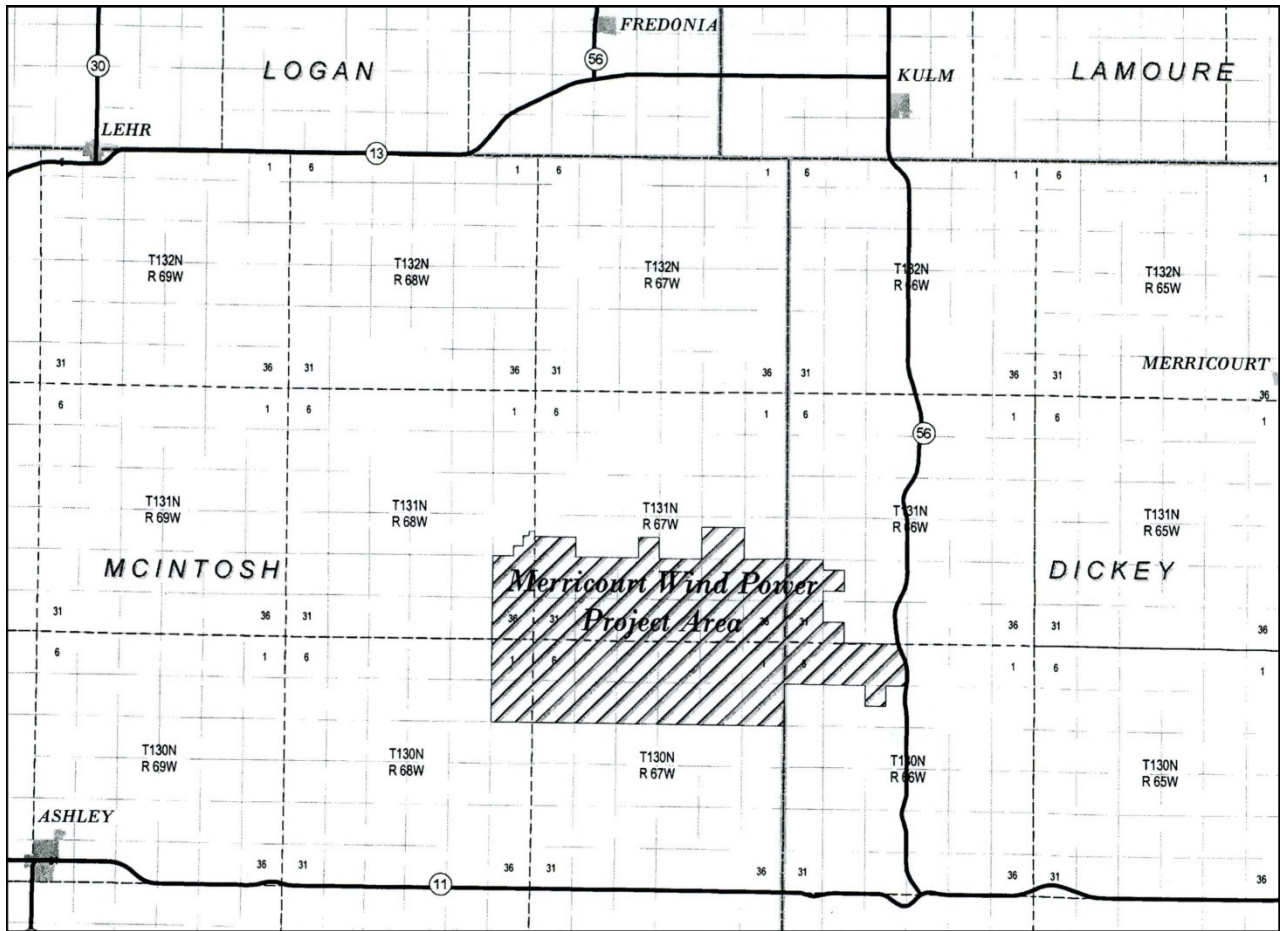 FREDONIA
56
30
LOGAN
KULM
LAMOURE
LEHR
13
1 6 1 6 1 6 1 6 1
T132N
R 69W
T132N
R 68W
T132N
R 67W
T132N
R 66W
T132N
R 65W
MERRICOURT
31 36 31 36 31 36 31 36 31 36
6 1 6 1 6 1 6 1 6 1
56
T131N
R 69W
T131N
R 68W
T131N
R 67W
T131N
R 66W
T131N
R 65W
MCINTOSH
Merricourt Wind Power
Project Area
DICKEY
31 36 31 36 31 36 31 36 31 36
6 1 6 1 6 1 6 1 6 1
T130N
R 69W
T130N
R 68W
T130N
R 67W
T130N
R 66W
T130N
R 65W
ASHLEY
36 31 36 31 36 31 36 31 36
11